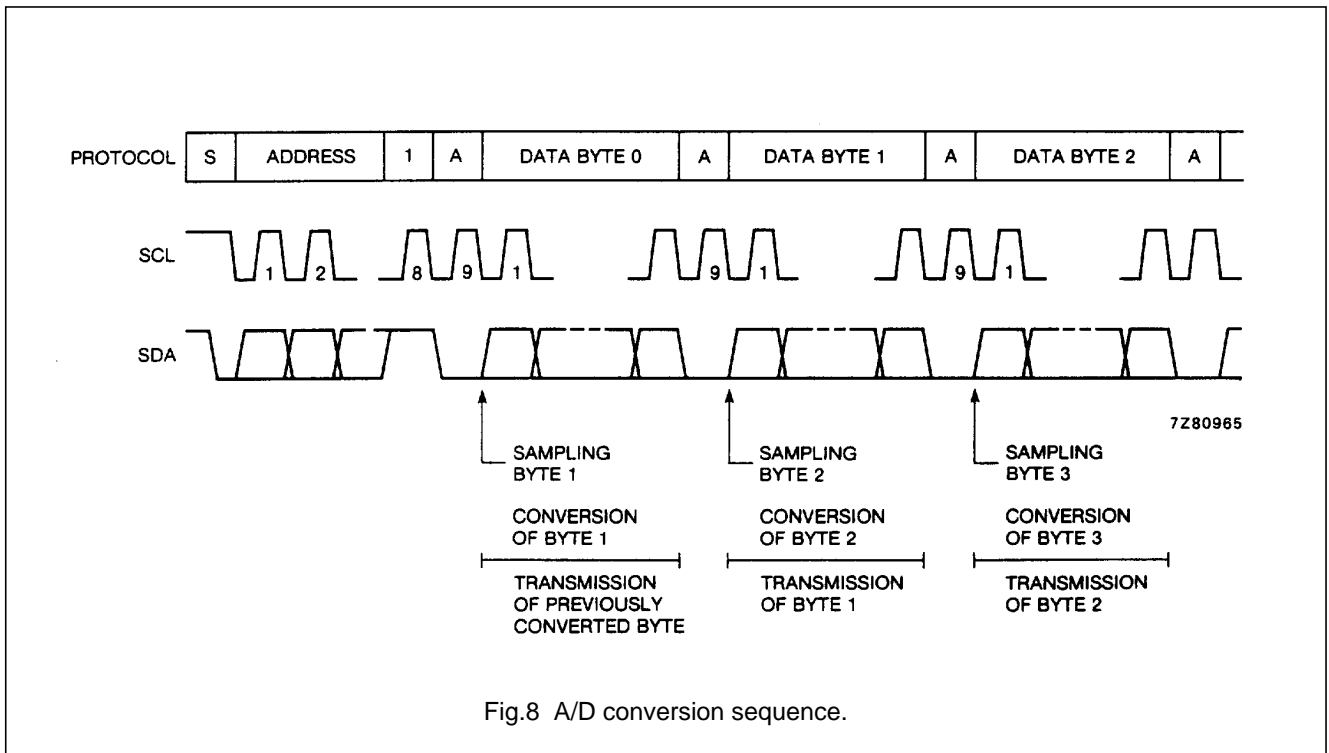 PROTOCOL S ADDRESS 1 A DATA BYTE 0 A DATA BYTE 1 A DATA BYTE 2 A
SCL 1 2 8 9 1 9 1 9 1
SDA
7Z80965
SAMPLING
BYTE 1
SAMPLING
BYTE 2
SAMPLING
BYTE 3
CONVERSION
OF BYTE 1
CONVERSION
OF BYTE 2
CONVERSION
OF BYTE 3
TRANSMISSION
OF PREVIOUSLY
CONVERTED BYTE
TRANSMISSION
OF BYTE 1
TRANSMISSION
OF BYTE 2
Fig.8 A/D conversion sequence.